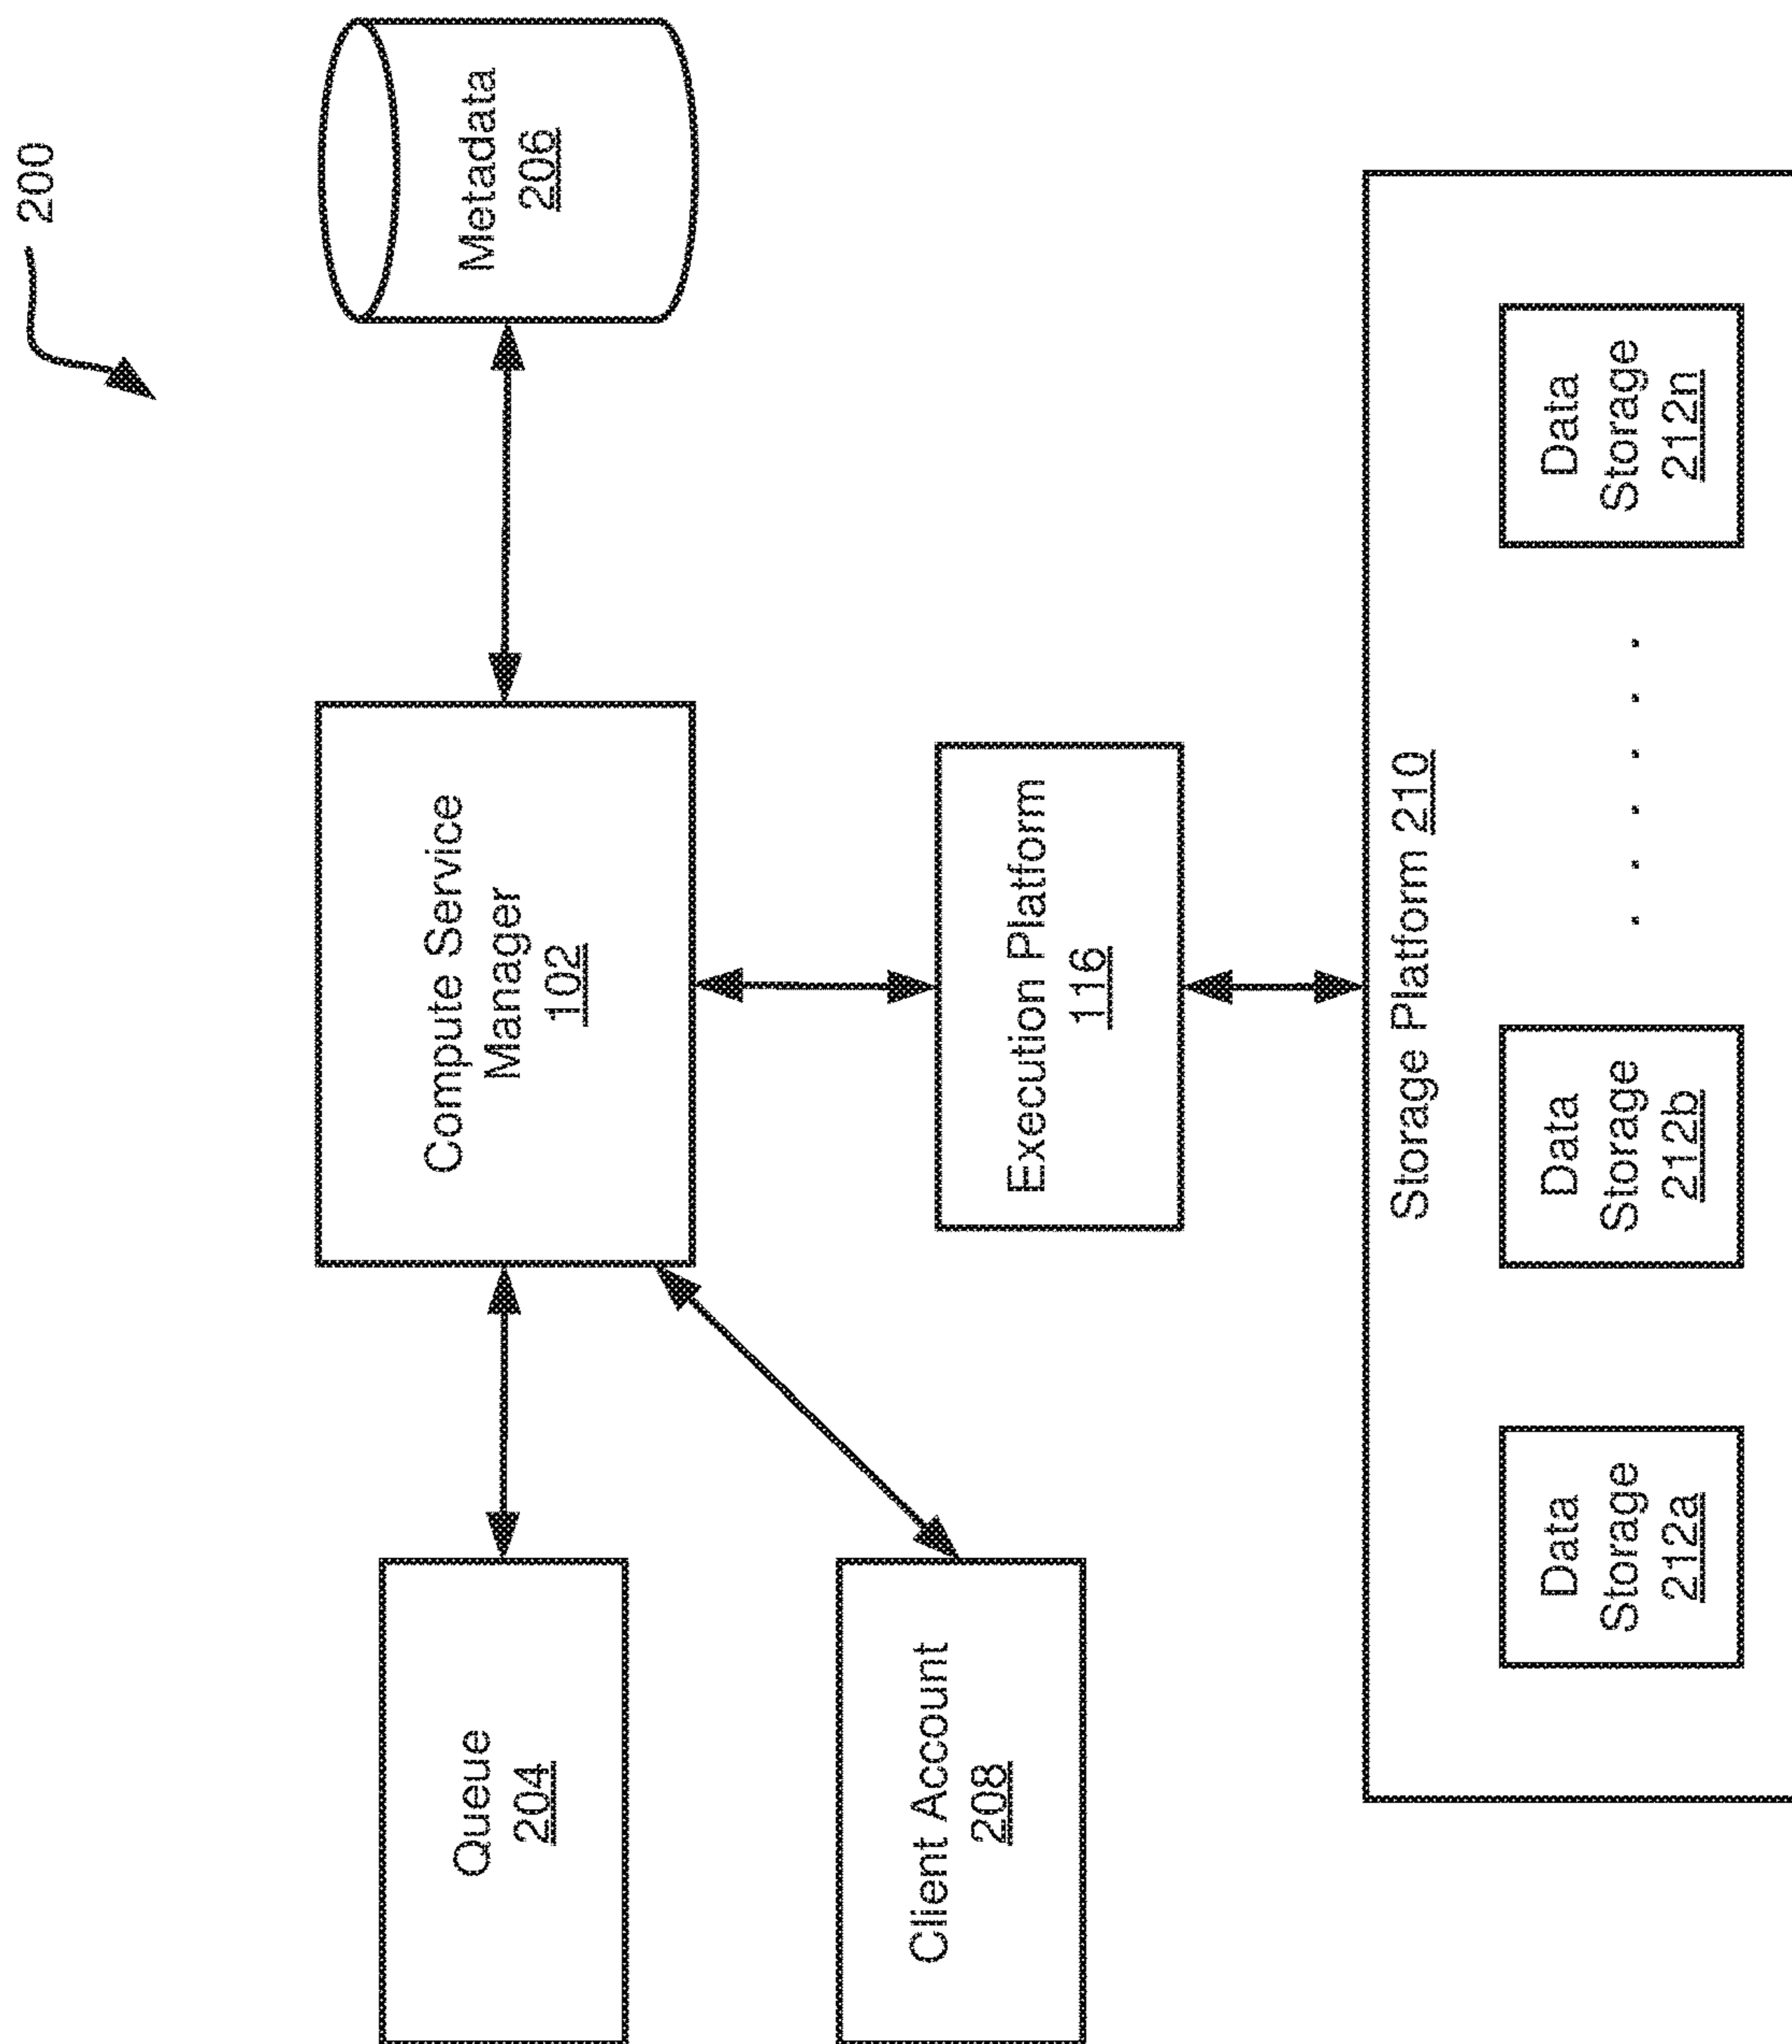 200
Queue
204
Compute Service
Manager
102
Metadata
206
Client Account
208
Execution Platform
116
Storage Platform 210
Data
Storage
212a
Data
Storage
212b
. . . . . .
Data
Storage
212n